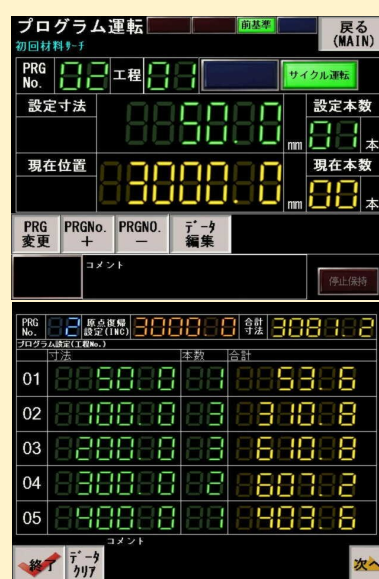 プログラム運転 前基準 戻る
初回材料ｻｰﾁ (MAIN)
PRG No. 02 工程 01 サイクル運転
設定寸法 50.0 mm 設定本数 01 本
現在位置 3000.0 mm 現在本数 00 本
PRG PRGNo. PRGNO. ﾃﾞｰﾀ
変更 + − 編集
コメント
停止保持
PRG No. 2 原点復帰設定(INC) 3000.0 合計寸法 3081.2
プログラム設定(工程No.)
寸法 本数 合計
01 50.0 1 53.6
02 100.0 3 310.8
03 200.0 3 610.8
04 300.0 2 607.2
05 400.0 1 403.6
コメント
終了 ﾃﾞｰﾀ ｸﾘｱ 次へ